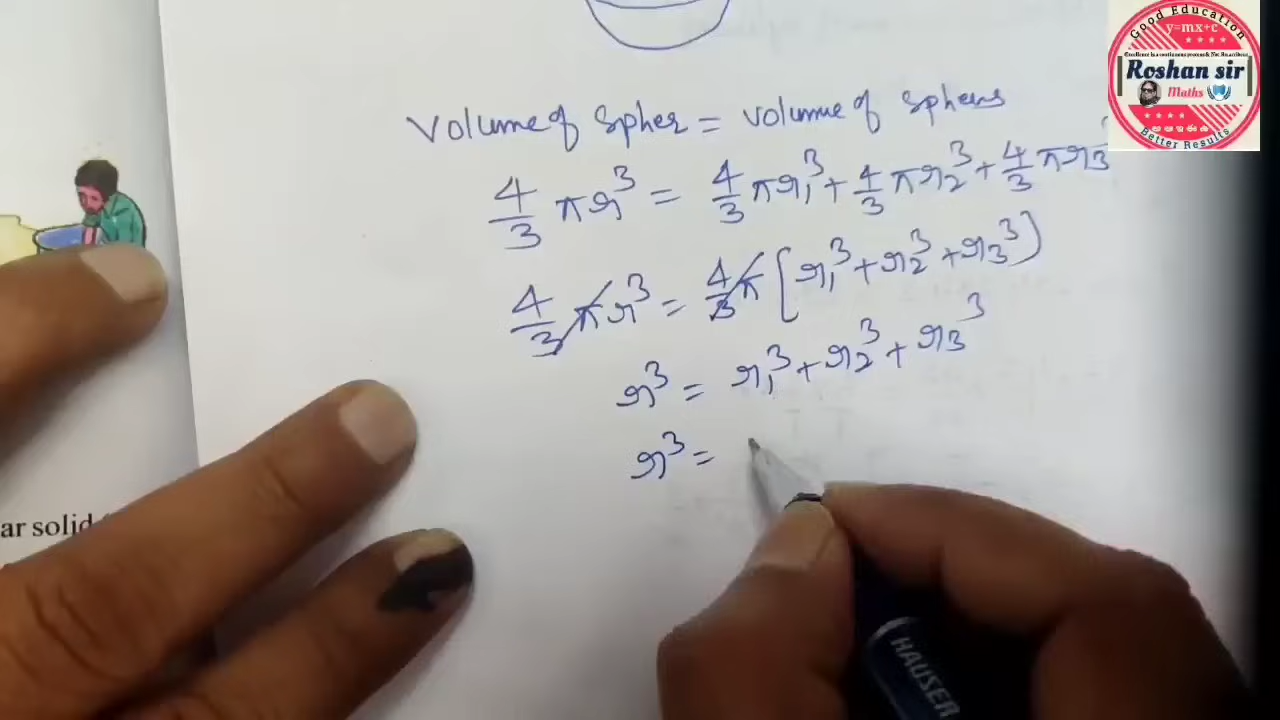 Good Education
y=mx+c
Roshan sir
Maths
Better Results
Volume of Spher = Volume of Sphers
4/3 πr³ = 4/3 πr₁³ + 4/3 πr₂³ + 4/3 πr₃³
4/3 πr³ = 4/3 π [r₁³ + r₂³ + r₃³)
r³ = r₁³ + r₂³ + r₃³
r³ =
ar solid
HAUSER